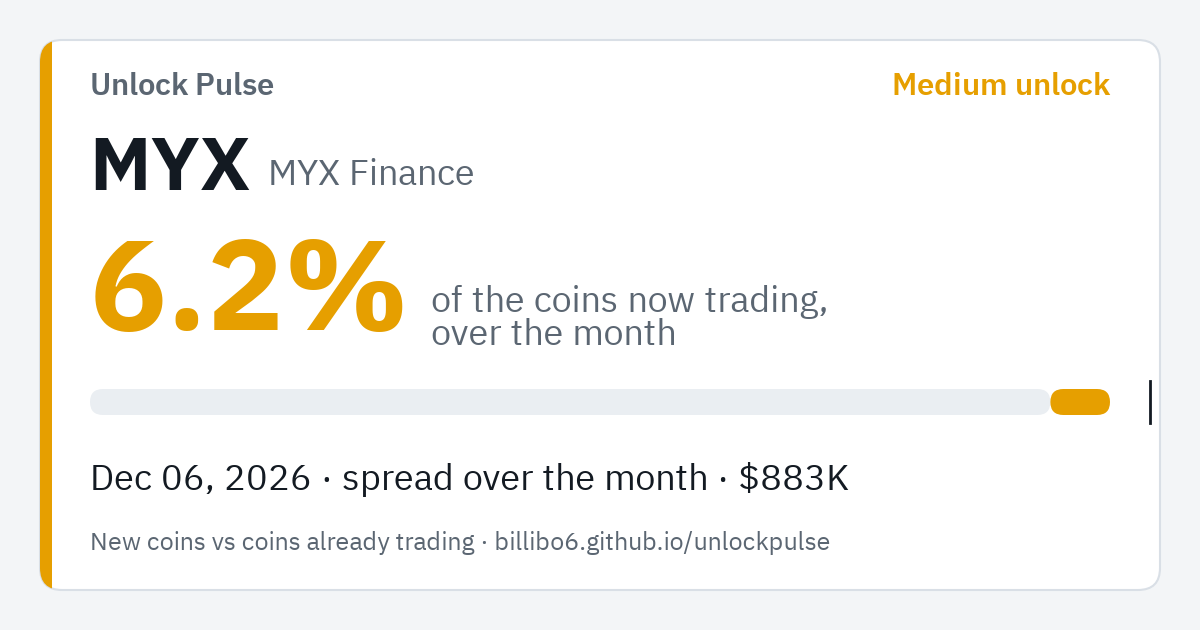 Unlock Pulse
Medium unlock
MYX MYX Finance
6.2% of the coins now trading,
over the month
Dec 06, 2026 · spread over the month · $883K
New coins vs coins already trading · billibo6.github.io/unlockpulse